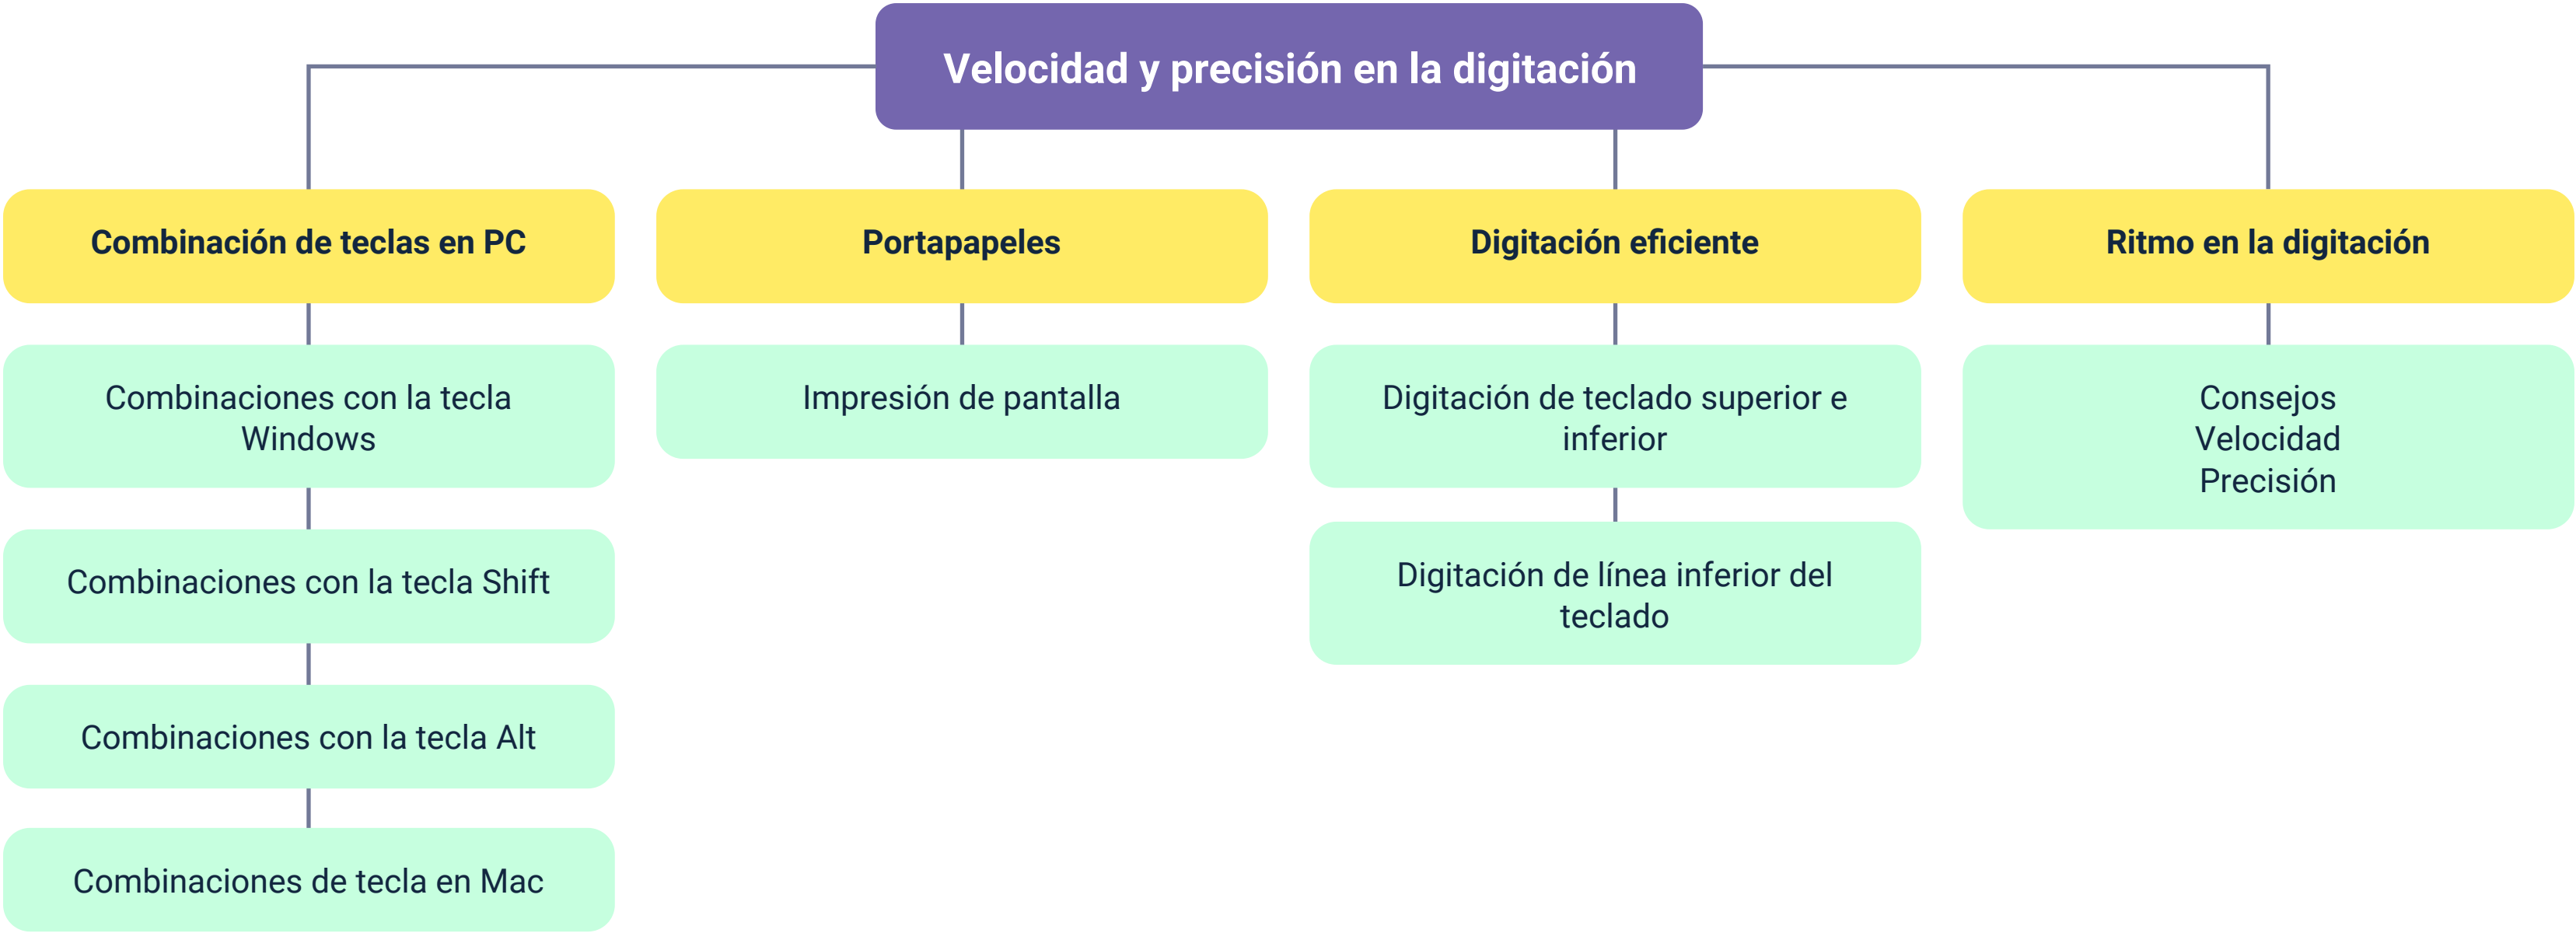 Velocidad y precisión en la digitación
Combinación de teclas en PC
Combinaciones con la tecla
Windows
Combinaciones con la tecla Shift
Combinaciones con la tecla Alt
Combinaciones de tecla en Mac
Portapapeles
Impresión de pantalla
Digitación eficiente
Digitación de teclado superior e
inferior
Digitación de línea inferior del
teclado
Ritmo en la digitación
Consejos
Velocidad
Precisión